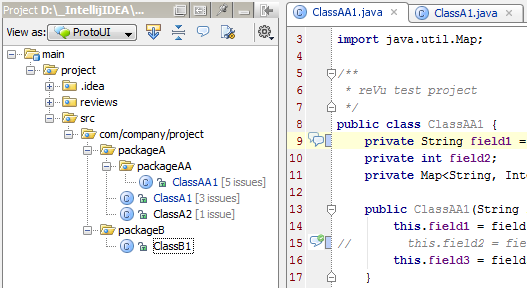 Project D:\_IntellijIDEA\...
View as: ProtoUI
main
project
.idea
reviews
src
com/company/project
packageA
packageAA
ClassAA1 [5 issues]
ClassA1 [3 issues]
ClassA2 [1 issue]
packageB
ClassB1
ClassAA1.java ClassA1.java
3 import java.util.Map;
4
5 /**
6 * reVu test project
7 */
8 public class ClassAA1 {
9 private String field1 =
10 private int field2;
11 private Map<String, Inte
12
13 public ClassAA1(String
14 this.field1 = field
15 // this.field2 = fie
16 this.field3 = field
17 }